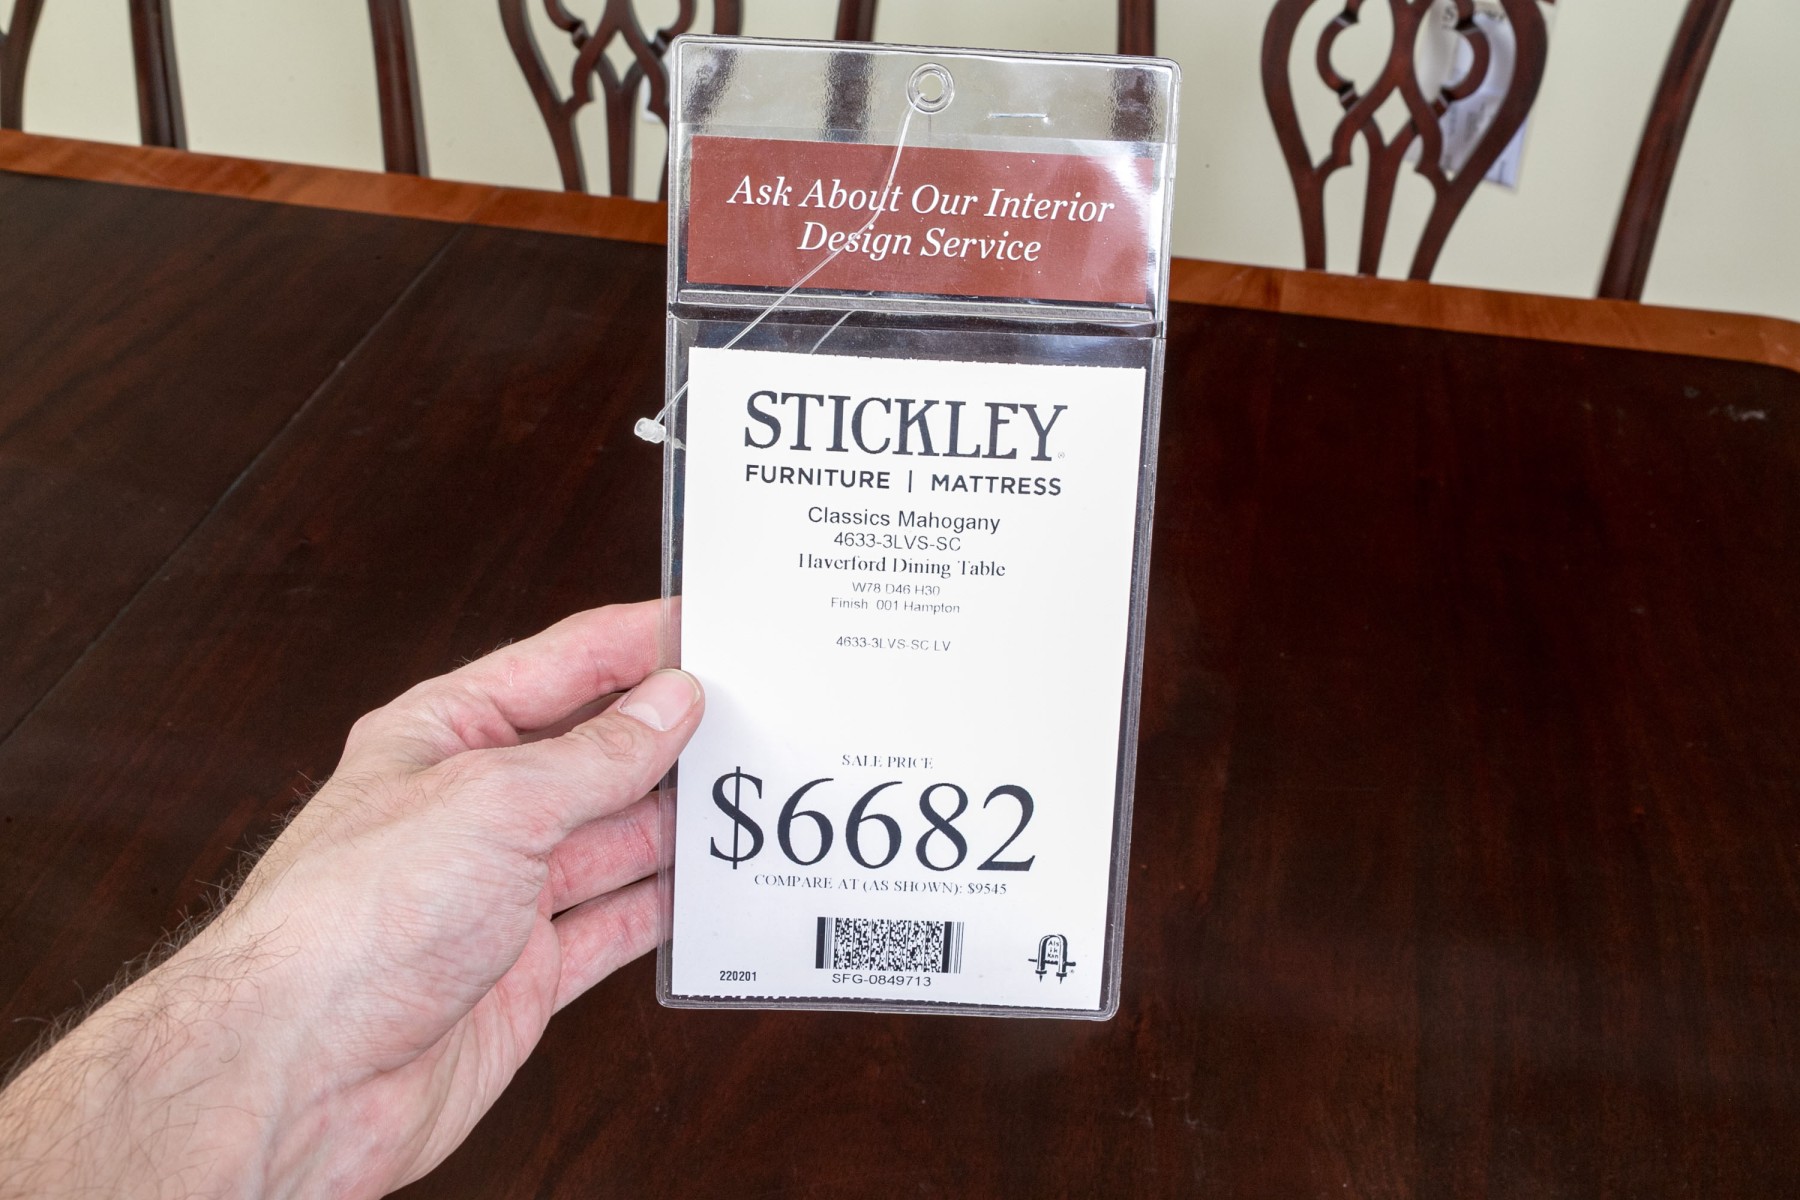 Ask About Our Interior
Design Service
STICKLEY®
FURNITURE | MATTRESS
Classics Mahogany
4633-3LVS-SC
Haverford Dining Table
W78 D46 H30
Finish: 001 Hampton
4633-3LVS-SC LV
SALE PRICE
$6682
COMPARE AT (AS SHOWN): $9545
220201
SFG-0849713